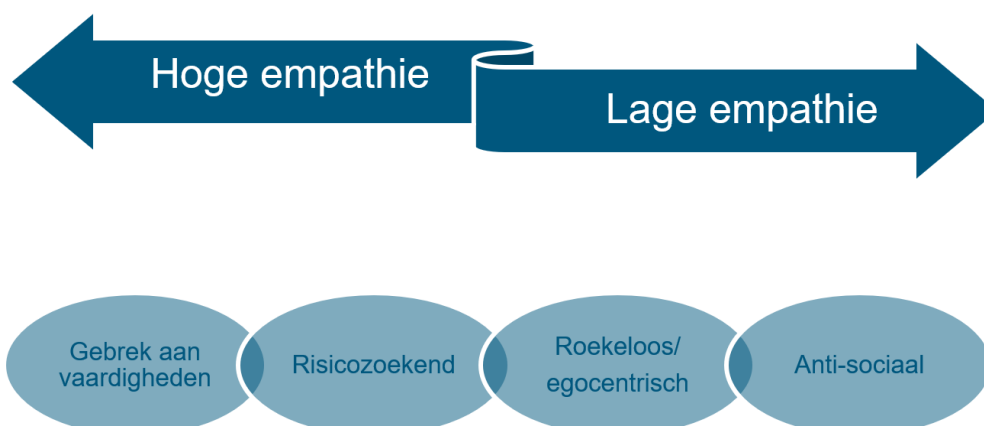 Hoge empathie
Lage empathie
Gebrek aan
vaardigheden
Risicozoekend
Roekeloos/
egocentrisch
Anti-sociaal